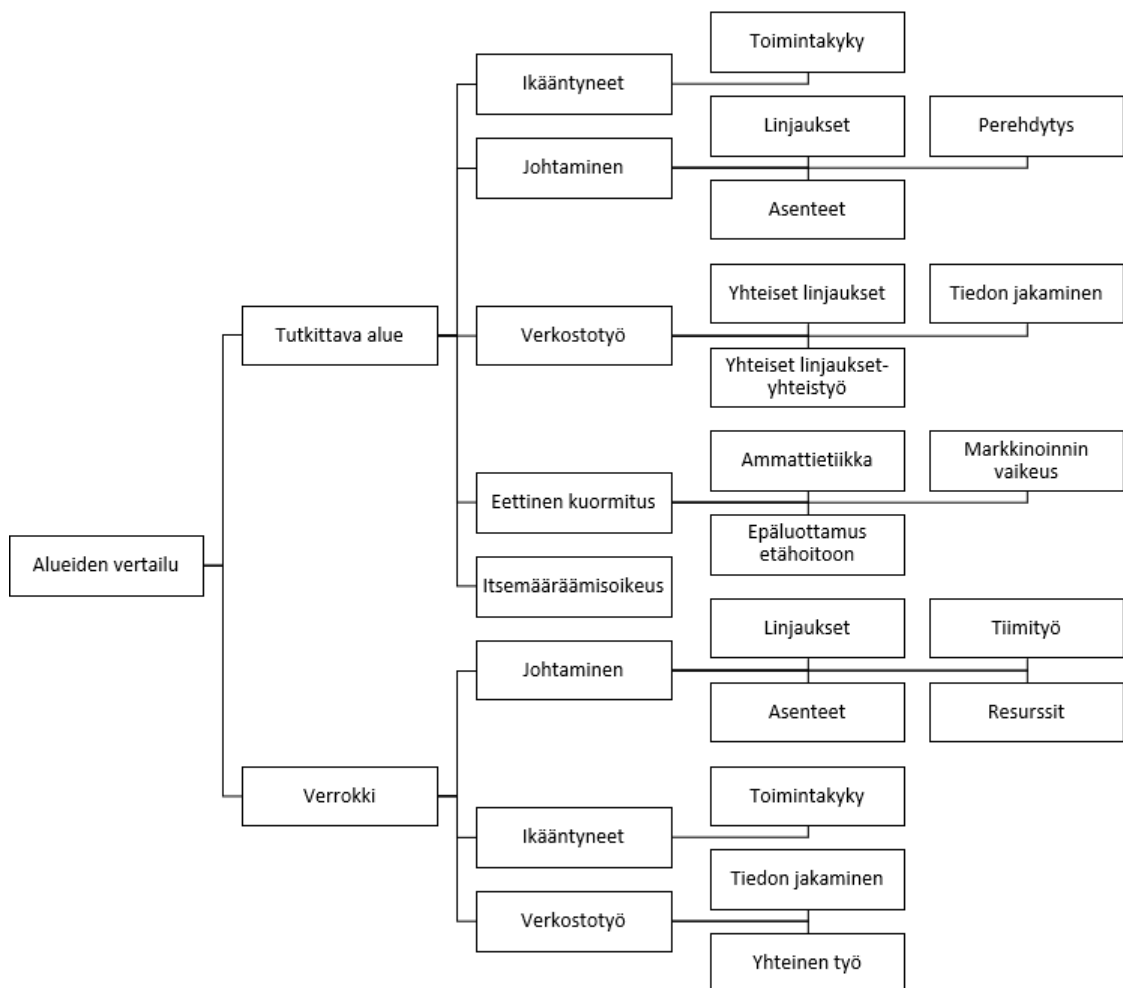 Toimintakyky
Ikääntyneet
Linjaukset
Perehdytys
Johtaminen
Asenteet
Yhteiset linjaukset
Tiedon jakaminen
Tutkittava alue
Verkostotyö
Yhteiset linjaukset-
yhteistyö
Ammattietiikka
Markkinoinnin
vaikeus
Eettinen kuormitus
Epäluottamus
etähoitoon
Alueiden vertailu
Itsemääräämisoikeus
Linjaukset
Tiimityö
Johtaminen
Asenteet
Resurssit
Verrokki
Toimintakyky
Ikääntyneet
Tiedon jakaminen
Verkostotyö
Yhteinen työ